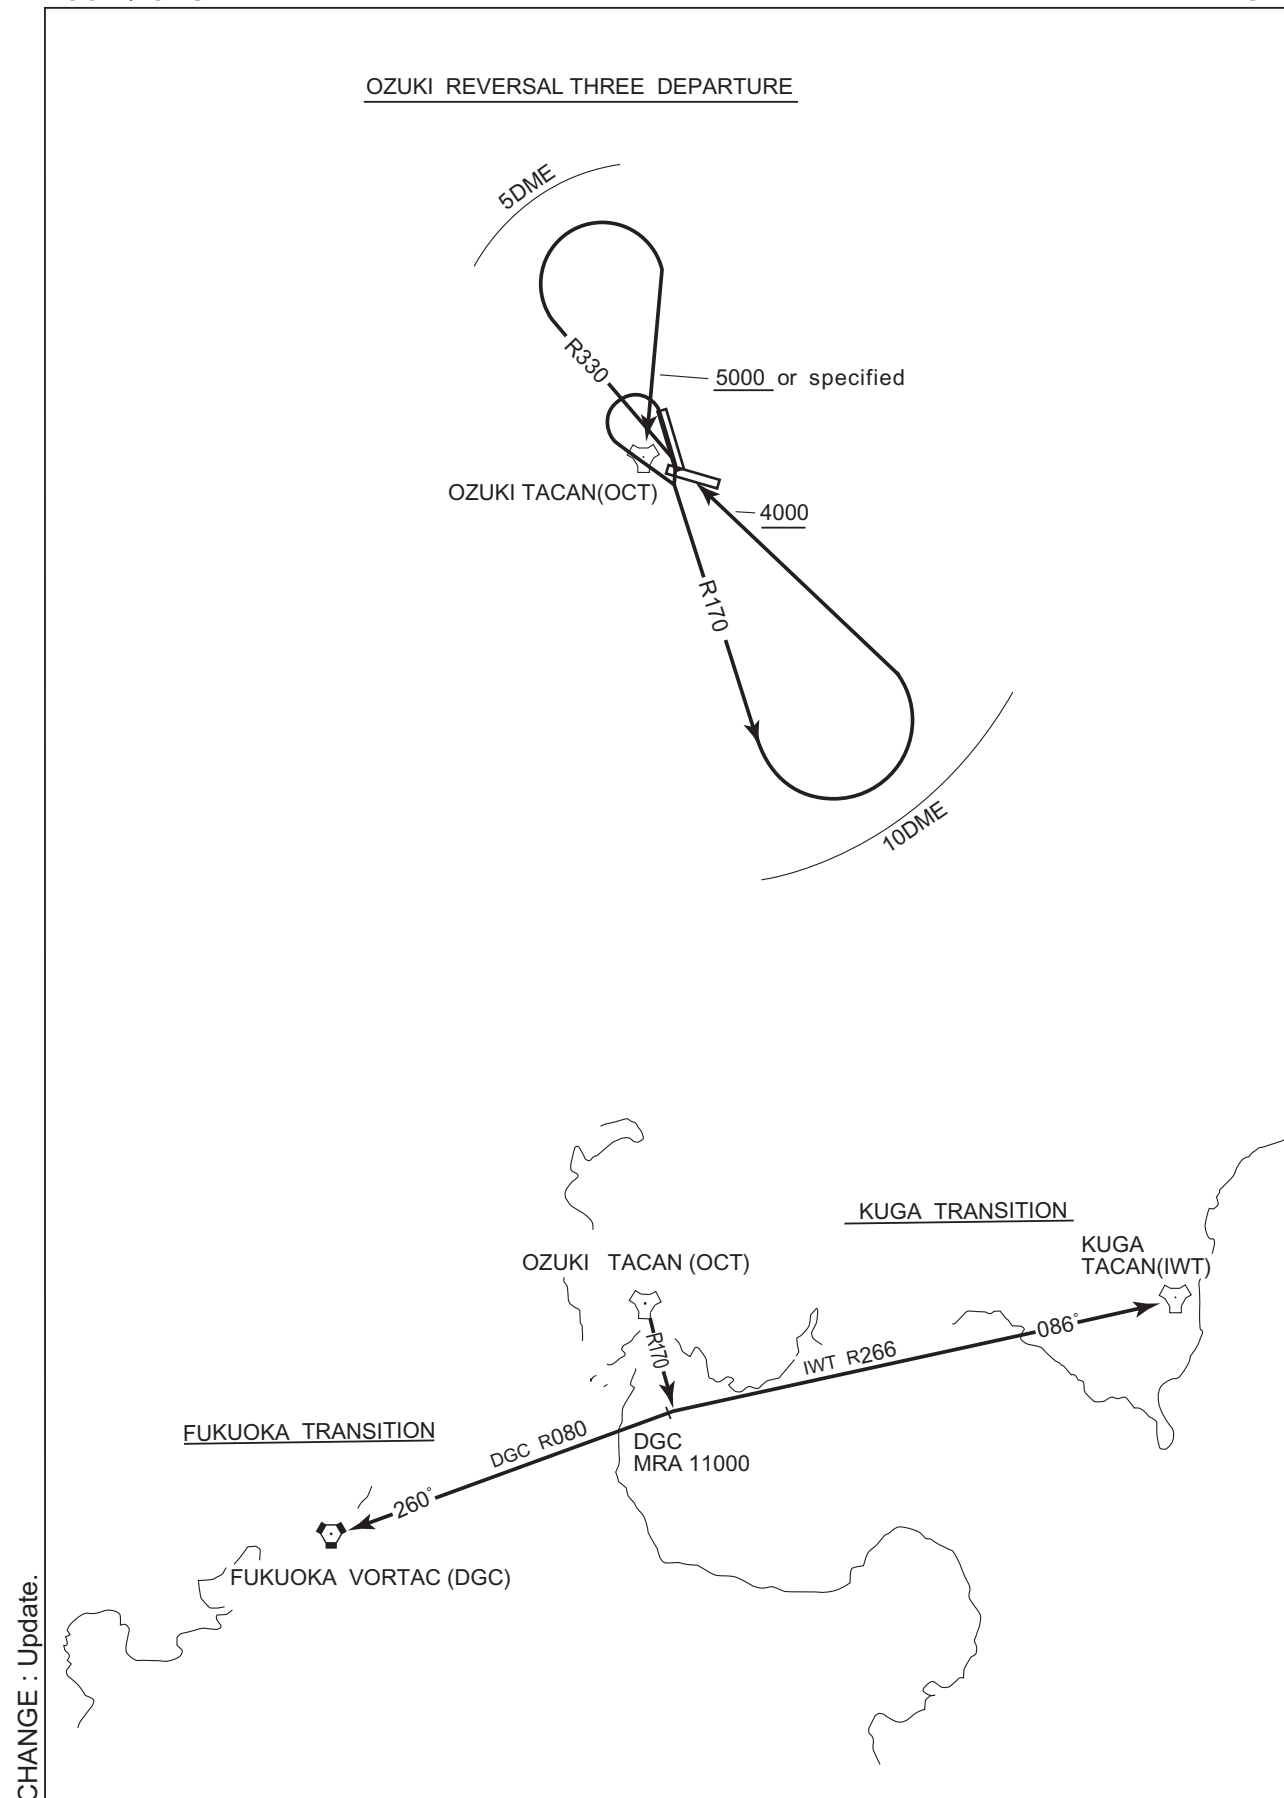 OZUKI REVERSAL THREE DEPARTURE
5DME
R330
5000 or specified
OZUKI TACAN(OCT)
4000
R170
10DME
KUGA TRANSITION
KUGA
TACAN(IWT)
OZUKI TACAN (OCT)
R170
086°
IWT R266
FUKUOKA TRANSITION
DGC R080
DGC
MRA 11000
260°
FUKUOKA VORTAC (DGC)
CHANGE : Update.